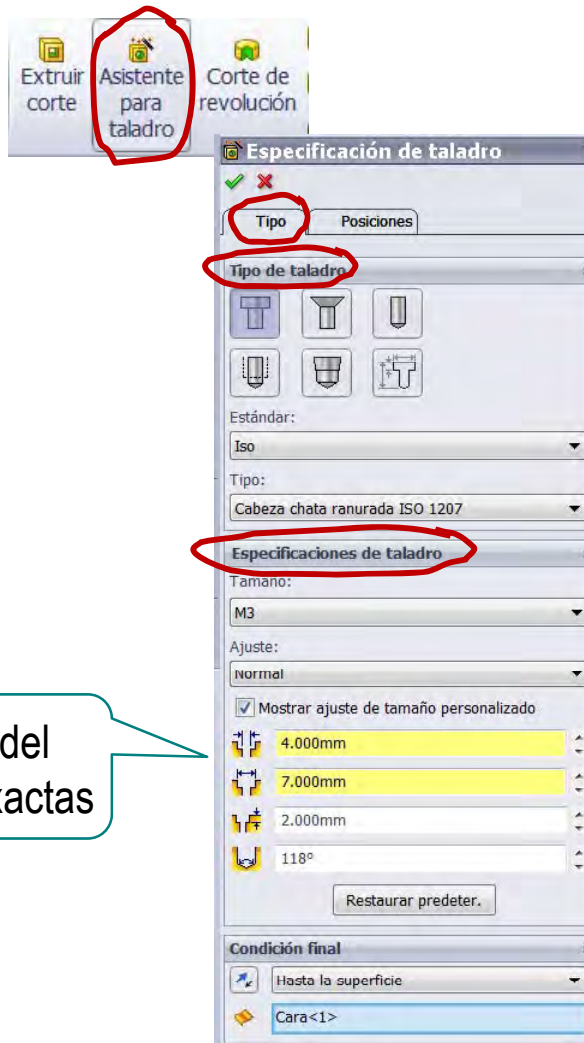 Extruir corte
Asistente para taladro
Corte de revolución
Especificación de taladro
Tipo
Posiciones
Tipo de taladro
Estándar:
Iso
Tipo:
Cabeza chata ranurada ISO 1207
Especificaciones de taladro
Tamaño:
M3
Ajuste:
Normal
Mostrar ajuste de tamaño personalizado
4.000mm
7.000mm
2.000mm
118º
Restaurar predeter.
Condición final
Hasta la superficie
Cara<1>
del